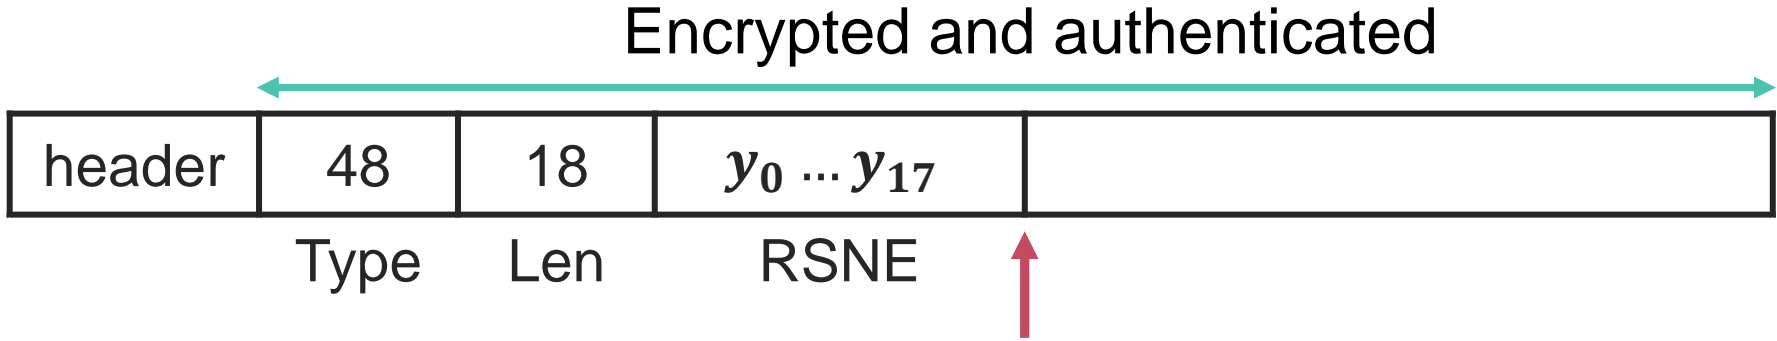 Encrypted and authenticated
header 48 18 y₀ ... y₁₇
Type Len RSNE